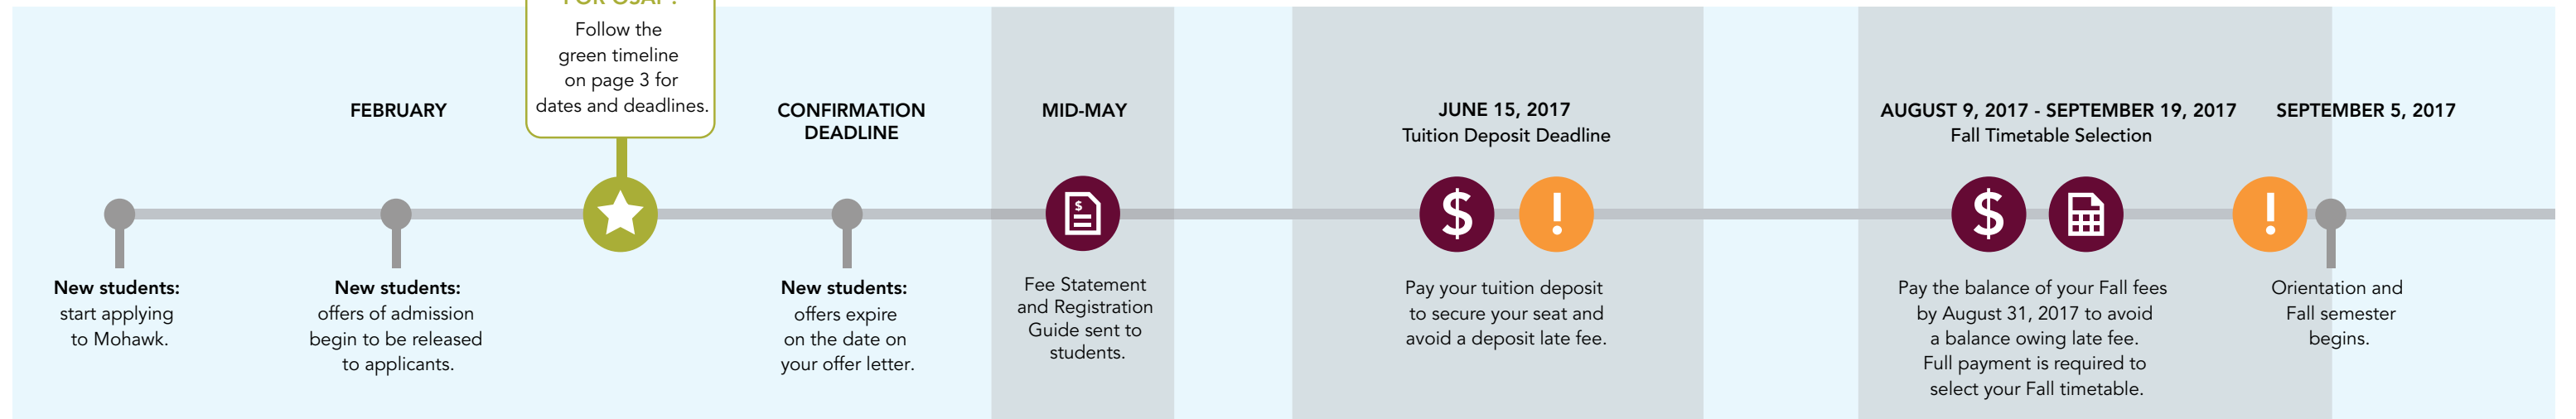 Follow the
green timeline
on page 3 for
dates and deadlines.
FEBRUARY
CONFIRMATION
DEADLINE
MID-MAY
JUNE 15, 2017
Tuition Deposit Deadline
AUGUST 9, 2017 - SEPTEMBER 19, 2017
Fall Timetable Selection
SEPTEMBER 5, 2017
New students:
start applying
to Mohawk.
New students:
offers of admission
begin to be released
to applicants.
New students:
offers expire
on the date on
your offer letter.
Fee Statement
and Registration
Guide sent to
students.
Pay your tuition deposit
to secure your seat and
avoid a deposit late fee.
Pay the balance of your Fall fees
by August 31, 2017 to avoid
a balance owing late fee.
Full payment is required to
select your Fall timetable.
Orientation and
Fall semester
begins.